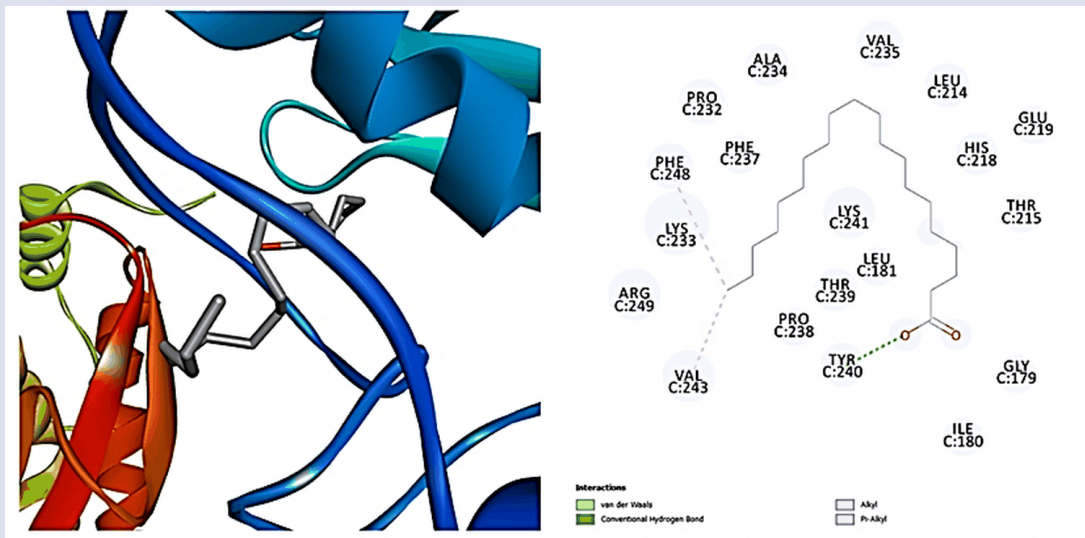 VAL
C:235
ALA
C:234
LEU
C:214
PRO
C:232
GLU
C:219
PHE
C:237
HIS
C:218
PHE
C:248
LYS
C:241
THR
C:215
LYS
C:233
LEU
C:181
THR
C:239
ARG
C:249
PRO
C:238
TYR
C:240
VAL
C:243
GLY
C:179
ILE
C:180
O
O
Interactions
van der Waals
Conventional Hydrogen Bond
Alkyl
Pi-Alkyl